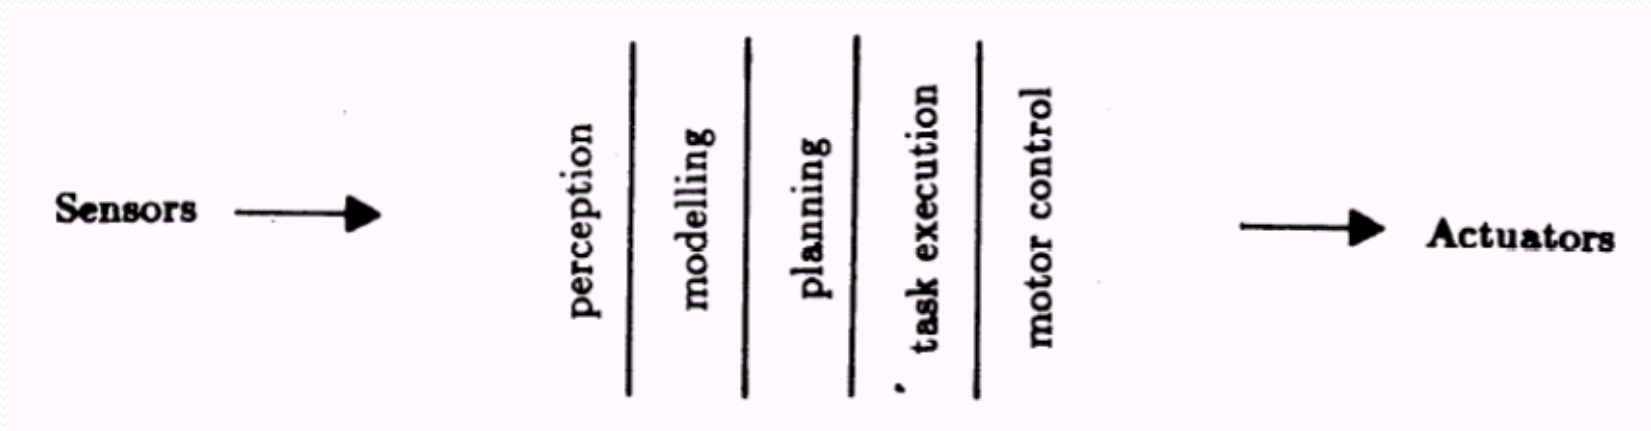 Sensors
perception
modelling
planning
task execution
motor control
Actuators